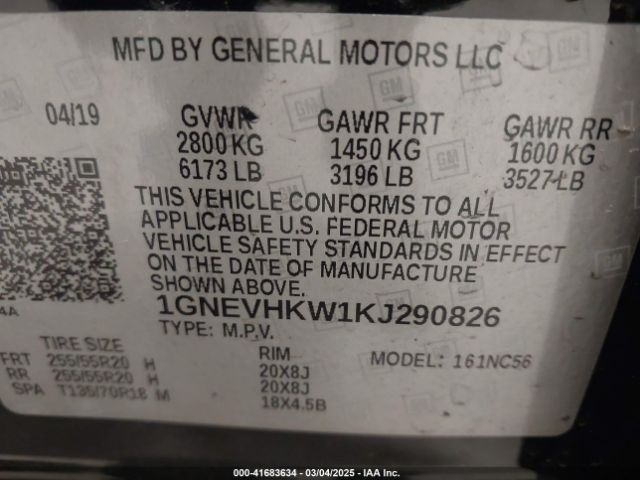 MFD BY GENERAL MOTORS LLC
04/19 GVWR GAWR FRT GAWR RR
2800 KG 1450 KG 1600 KG
6173 LB 3196 LB 3527 LB
THIS VEHICLE CONFORMS TO ALL
APPLICABLE U.S. FEDERAL MOTOR
VEHICLE SAFETY STANDARDS IN EFFECT
ON THE DATE OF MANUFACTURE
SHOWN ABOVE.
1GNEVHKW1KJ290826
4A
TYPE: M.P.V.
TIRE SIZE RIM MODEL: 161NC56
FRT 255/55R20 H 20X8J
RR 255/55R20 H 20X8J
SPA T135/70R18 M 18X4.5B
000-41683634 — 03/04/2025 — IAA Inc.